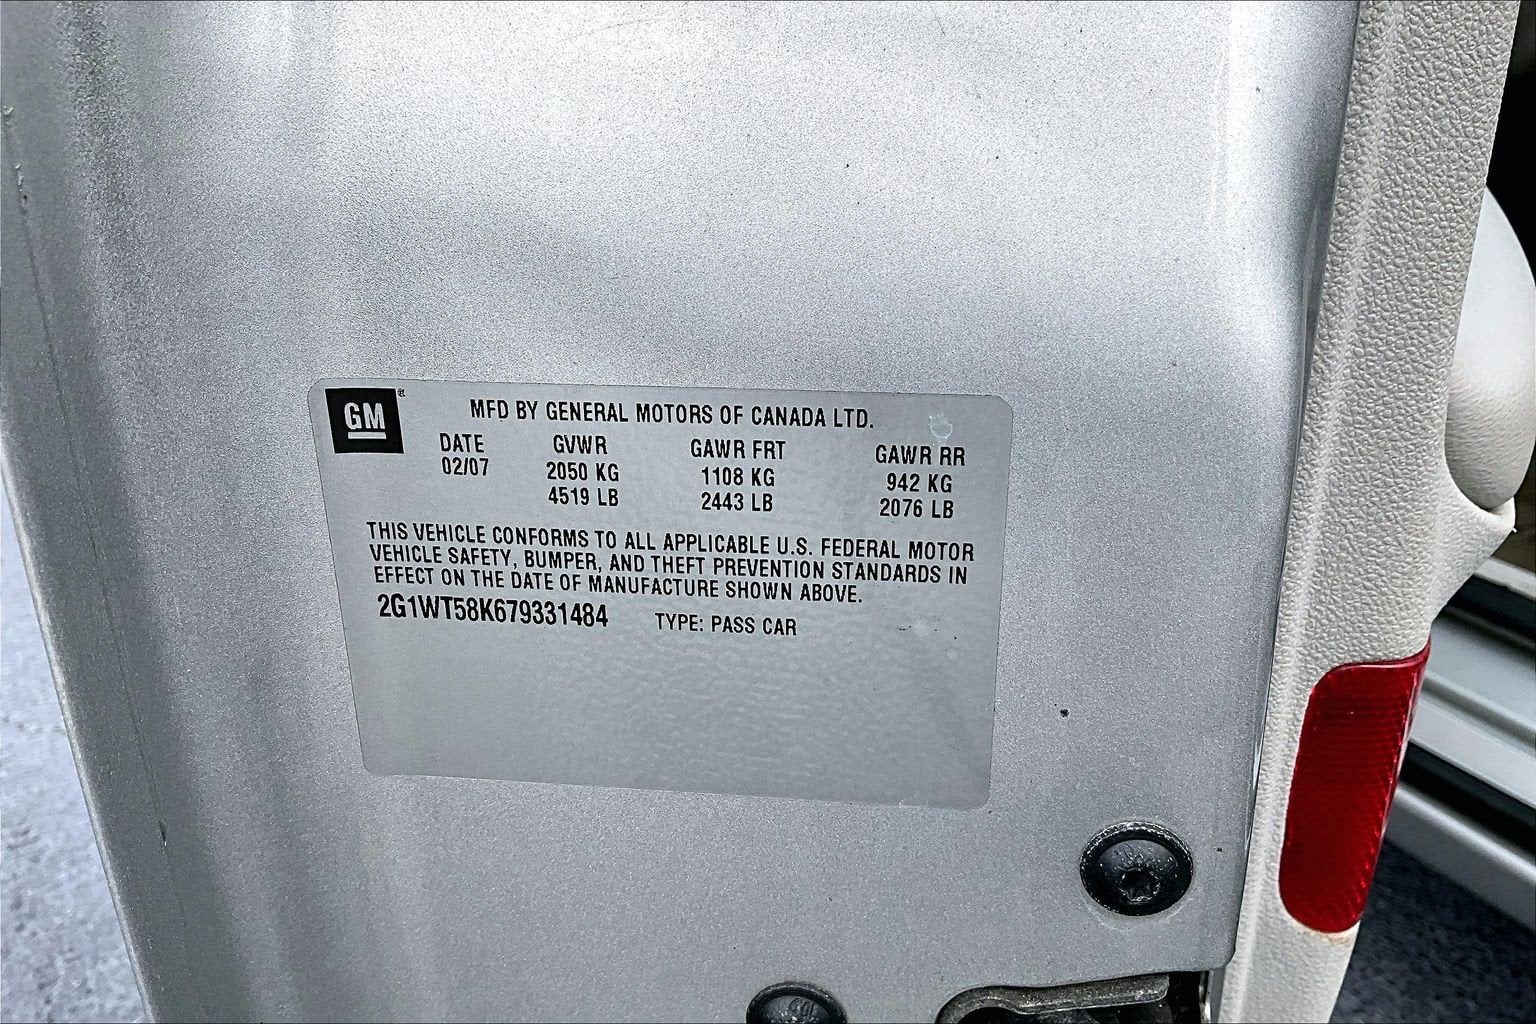 GM®
MFD BY GENERAL MOTORS OF CANADA LTD.
DATE GVWR GAWR FRT GAWR RR
02/07 2050 KG 1108 KG 942 KG
4519 LB 2443 LB 2076 LB
THIS VEHICLE CONFORMS TO ALL APPLICABLE U.S. FEDERAL MOTOR
VEHICLE SAFETY, BUMPER, AND THEFT PREVENTION STANDARDS IN
EFFECT ON THE DATE OF MANUFACTURE SHOWN ABOVE.
2G1WT58K679331484 TYPE: PASS CAR